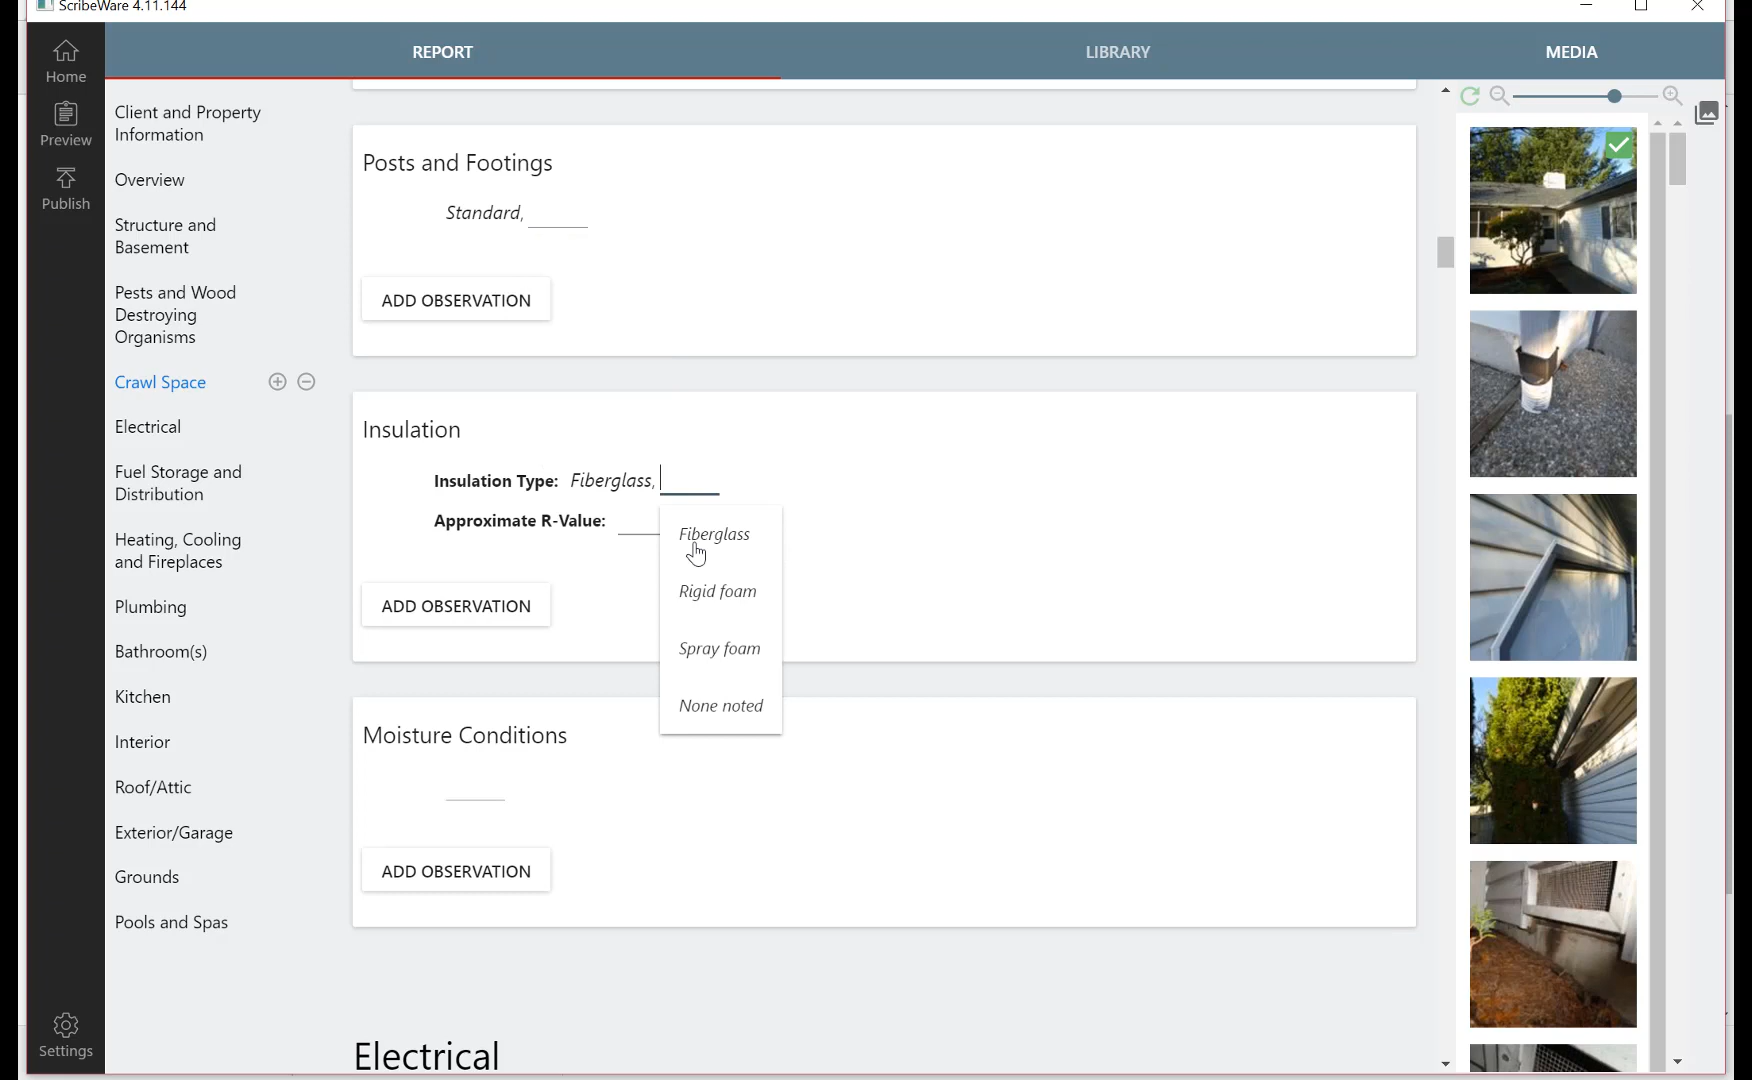 ScribeWare 4.11.144
REPORT
LIBRARY
MEDIA
Home
Preview
Publish
Settings
Client and Property
Information
Overview
Structure and
Basement
Pests and Wood
Destroying
Organisms
Crawl Space
Electrical
Fuel Storage and
Distribution
Heating, Cooling
and Fireplaces
Plumbing
Bathroom(s)
Kitchen
Interior
Roof/Attic
Exterior/Garage
Grounds
Pools and Spas
Posts and Footings
Standard,
ADD OBSERVATION
Insulation
Insulation Type: Fiberglass,
Approximate R-Value:
Fiberglass
Rigid foam
Spray foam
None noted
ADD OBSERVATION
Moisture Conditions
ADD OBSERVATION
Electrical